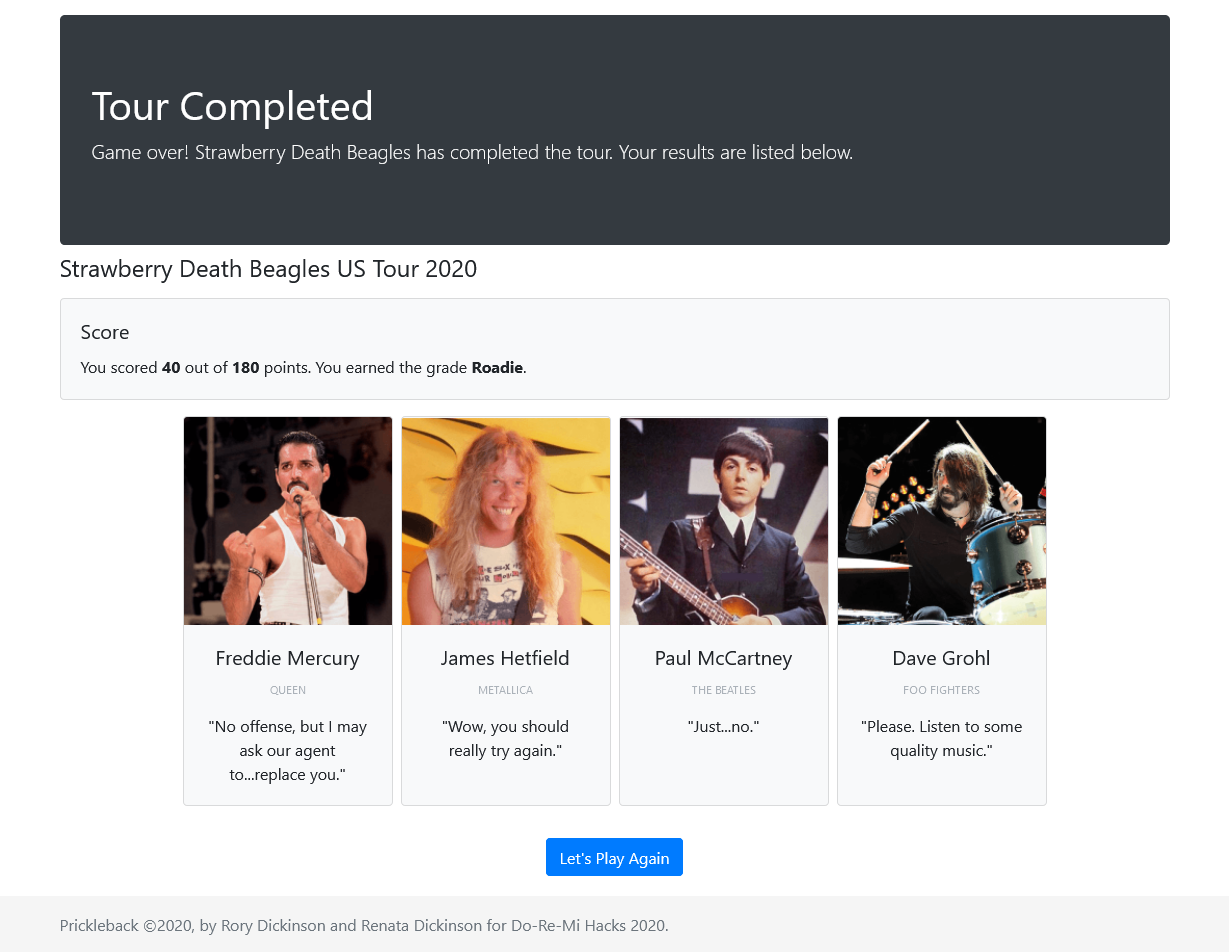 Tour Completed
Game over! Strawberry Death Beagles has completed the tour. Your results are listed below.
Strawberry Death Beagles US Tour 2020
Score
You scored 40 out of 180 points. You earned the grade Roadie.
Freddie Mercury
QUEEN
"No offense, but I may
ask our agent
to...replace you."
James Hetfield
METALLICA
"Wow, you should
really try again."
Paul McCartney
THE BEATLES
"Just...no."
Dave Grohl
FOO FIGHTERS
"Please. Listen to some
quality music."
Let's Play Again
Prickleback ©2020, by Rory Dickinson and Renata Dickinson for Do-Re-Mi Hacks 2020.